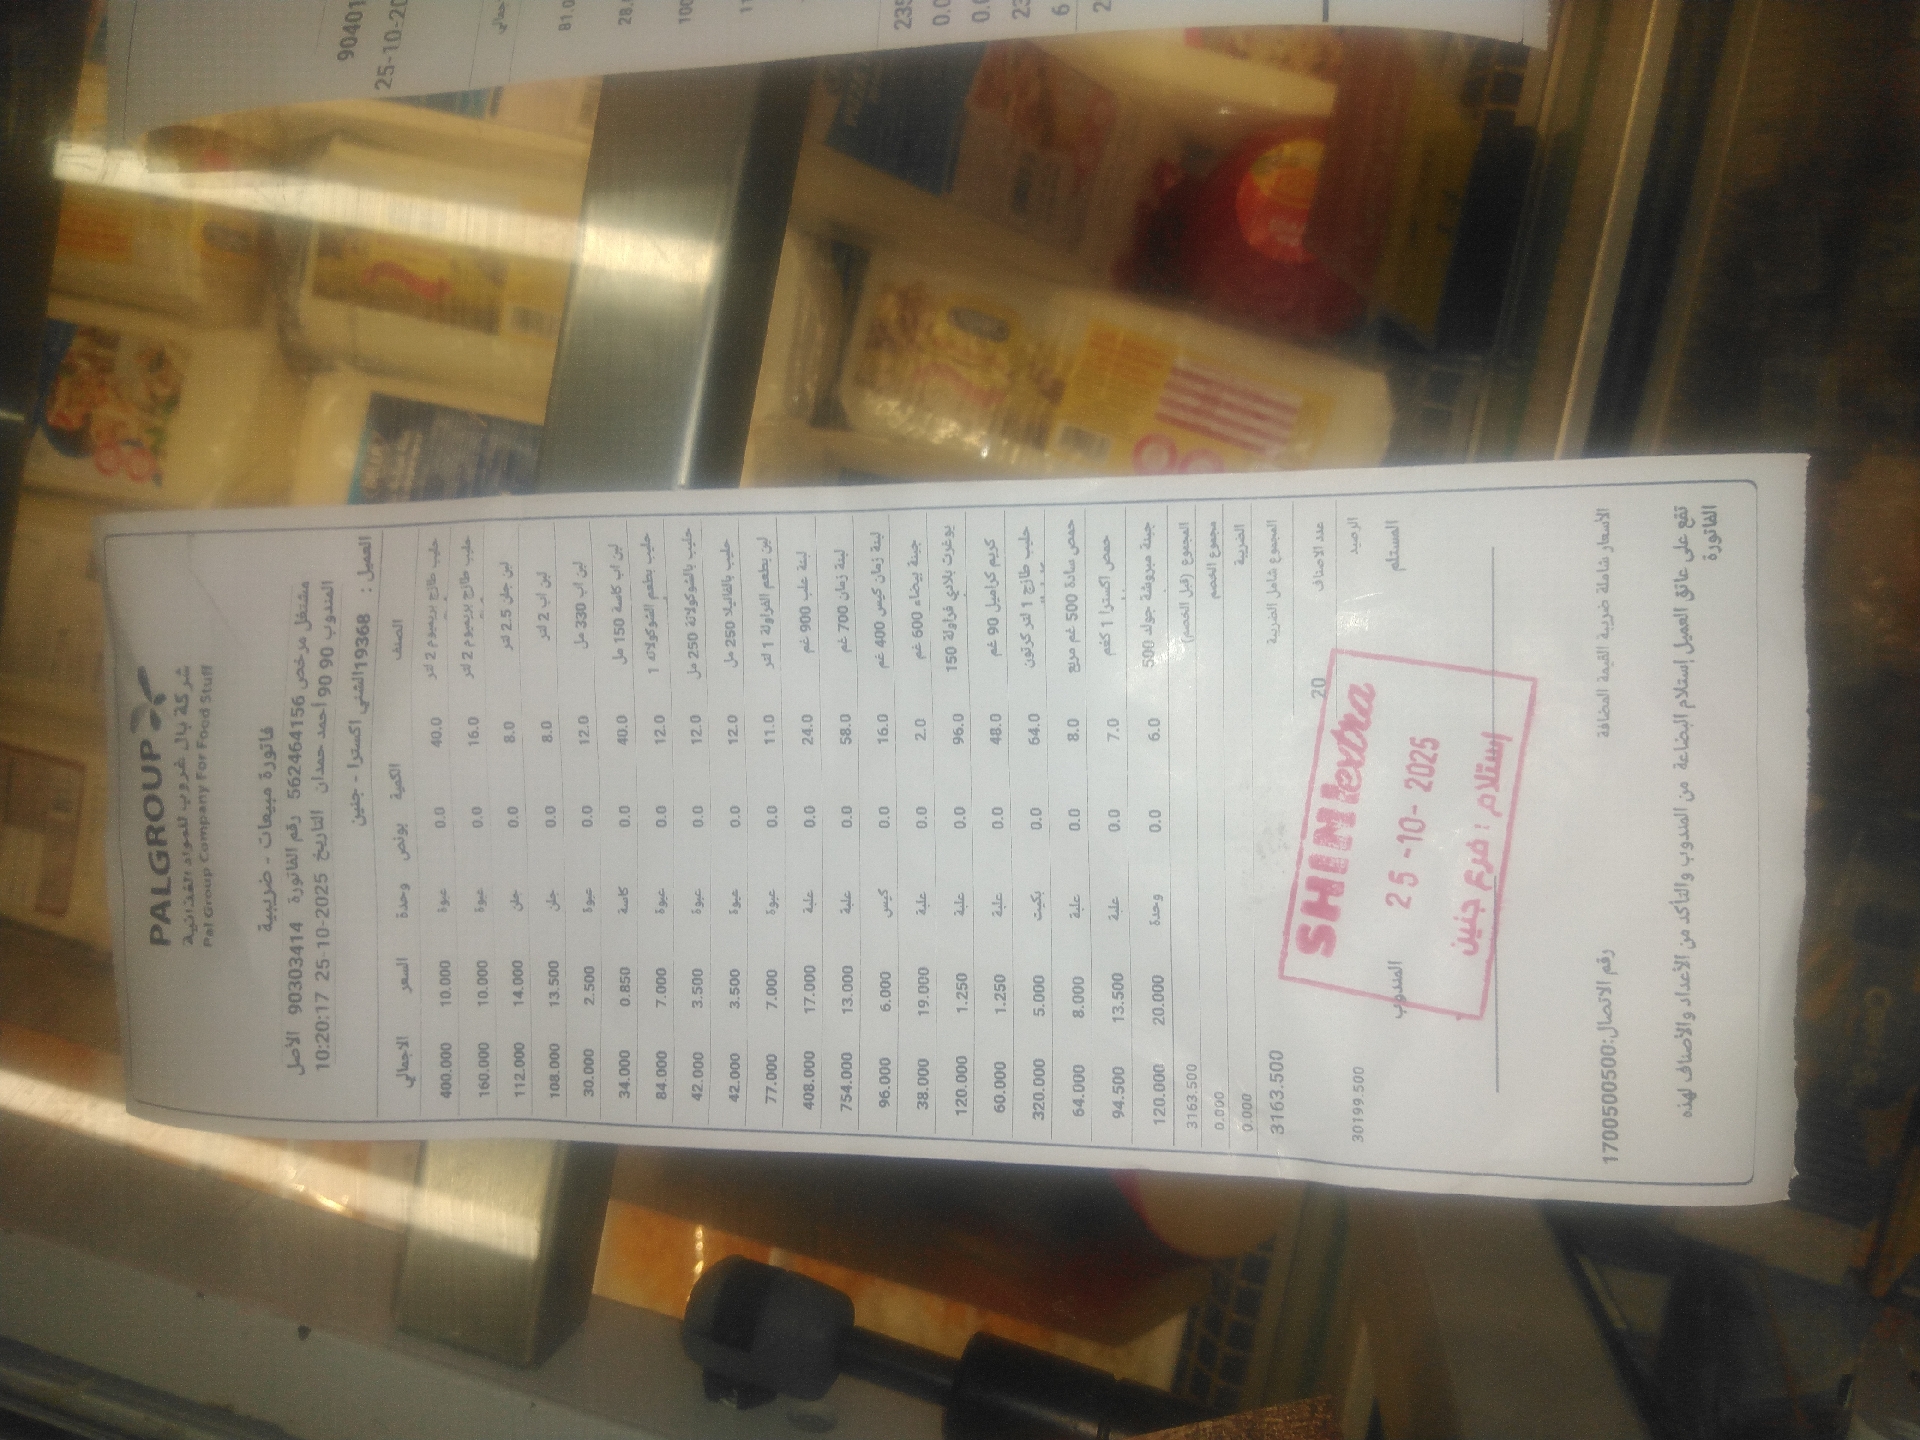 PALGROUP
شركة بال غروب للمواد الغذائية
Pal Group Company For Food Stuff
فاتورة مبيعات - ضريبية
مشتغل مرخص 562464156 رقم الفاتورة 90303414 الأصل
المندوب 90 90 احمد حمدان التاريخ 25-10-2025 10:20:17
العميل : 19368الشني اكسترا - جنين
الصنف الكمية بونص وحدة السعر الاجمالي
حليب طازج بريميوم 2 لتر 40.0 0.0 عبوة 10.000 400.000
حليب طازج بريميوم 2 لتر 16.0 0.0 عبوة 10.000 160.000
لبن جلن 2.5 لتر 8.0 0.0 جلن 14.000 112.000
لبن اب 2 لتر 8.0 0.0 جلن 13.500 108.000
لبن اب 330 مل 12.0 0.0 عبوة 2.500 30.000
لبن اب كاسة 150 مل 40.0 0.0 كاسة 0.850 34.000
حليب بطعم الشوكولاته 1 12.0 0.0 عبوة 7.000 84.000
حليب بالشوكولاتة 250 مل 12.0 0.0 عبوة 3.500 42.000
حليب بالفانيلا 250 مل 12.0 0.0 عبوة 3.500 42.000
لبن بطعم الفراولة 1 لتر 11.0 0.0 عبوة 7.000 77.000
لبنة علب 900 غم 24.0 0.0 علبة 17.000 408.000
لبنة زمان 700 غم 58.0 0.0 علبة 13.000 754.000
لبنة زمان كيس 400 غم 16.0 0.0 كيس 6.000 96.000
جبنة بيضاء 600 غم 2.0 0.0 علبة 19.000 38.000
يوغرت بلادي فراولة 150 96.0 0.0 علبة 1.250 120.000
كريم كراميل 90 غم 48.0 0.0 علبة 1.250 60.000
حليب طازج 1 لتر كرتون 64.0 0.0 بكيت 5.000 320.000
حمص سادة 500 غم مربع 8.0 0.0 علبة 8.000 64.000
حمص اكسترا 1 كغم 7.0 0.0 علبة 13.500 94.500
جبنة مبروشة جولد 500 6.0 0.0 وحدة 20.000 120.000
المجموع (قبل الخصم) 3163.500
مجموع الخصم 0.000
الضريبة 0.000
المجموع شامل الضريبة 3163.500
عدد الاصناف 20
الرصيد 30199.500
المستلم المندوب
SHINI extra
25 -10- 2025
إستلام : فرع جنين
الأسعار شاملة ضريبة القيمة المضافة رقم الاتصال:1700500500
تقع على عاتق العميل إستلام البضاعة من المندوب والتأكد من الأعداد والأصناف لهذه
الفاتورة
90401
25-10-20